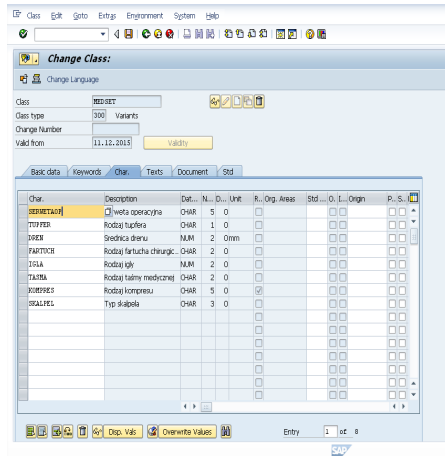 Class Edit Goto Extras Environment System Help
Change Class:
Change Language
Class MEDSET
Class type 300 Variants
Change Number
Valid from 11.12.2015 Validity
Basic data Keywords Char. Texts Document Std
Char. Description Dat... N... D... Unit R.. Org. Areas Std ... O. I... Origin P.. S..
SERWETAOP weta operacyjna CHAR 5 0
TUPFER Rodzaj tupfera CHAR 1 0
DREN Srednica drenu NUM 2 0 mm
FARTUCH Rodzaj fartucha chirurgic... CHAR 2 0
IGLA Rodzaj igly NUM 2 0
TASMA Rodzaj taśmy medycznej CHAR 2 0
KOMPRES Rodzaj kompresu CHAR 5 0
SKALPEL Typ skalpela CHAR 3 0
Disp. Vals Overwrite Values Entry 1 of 8
SAP